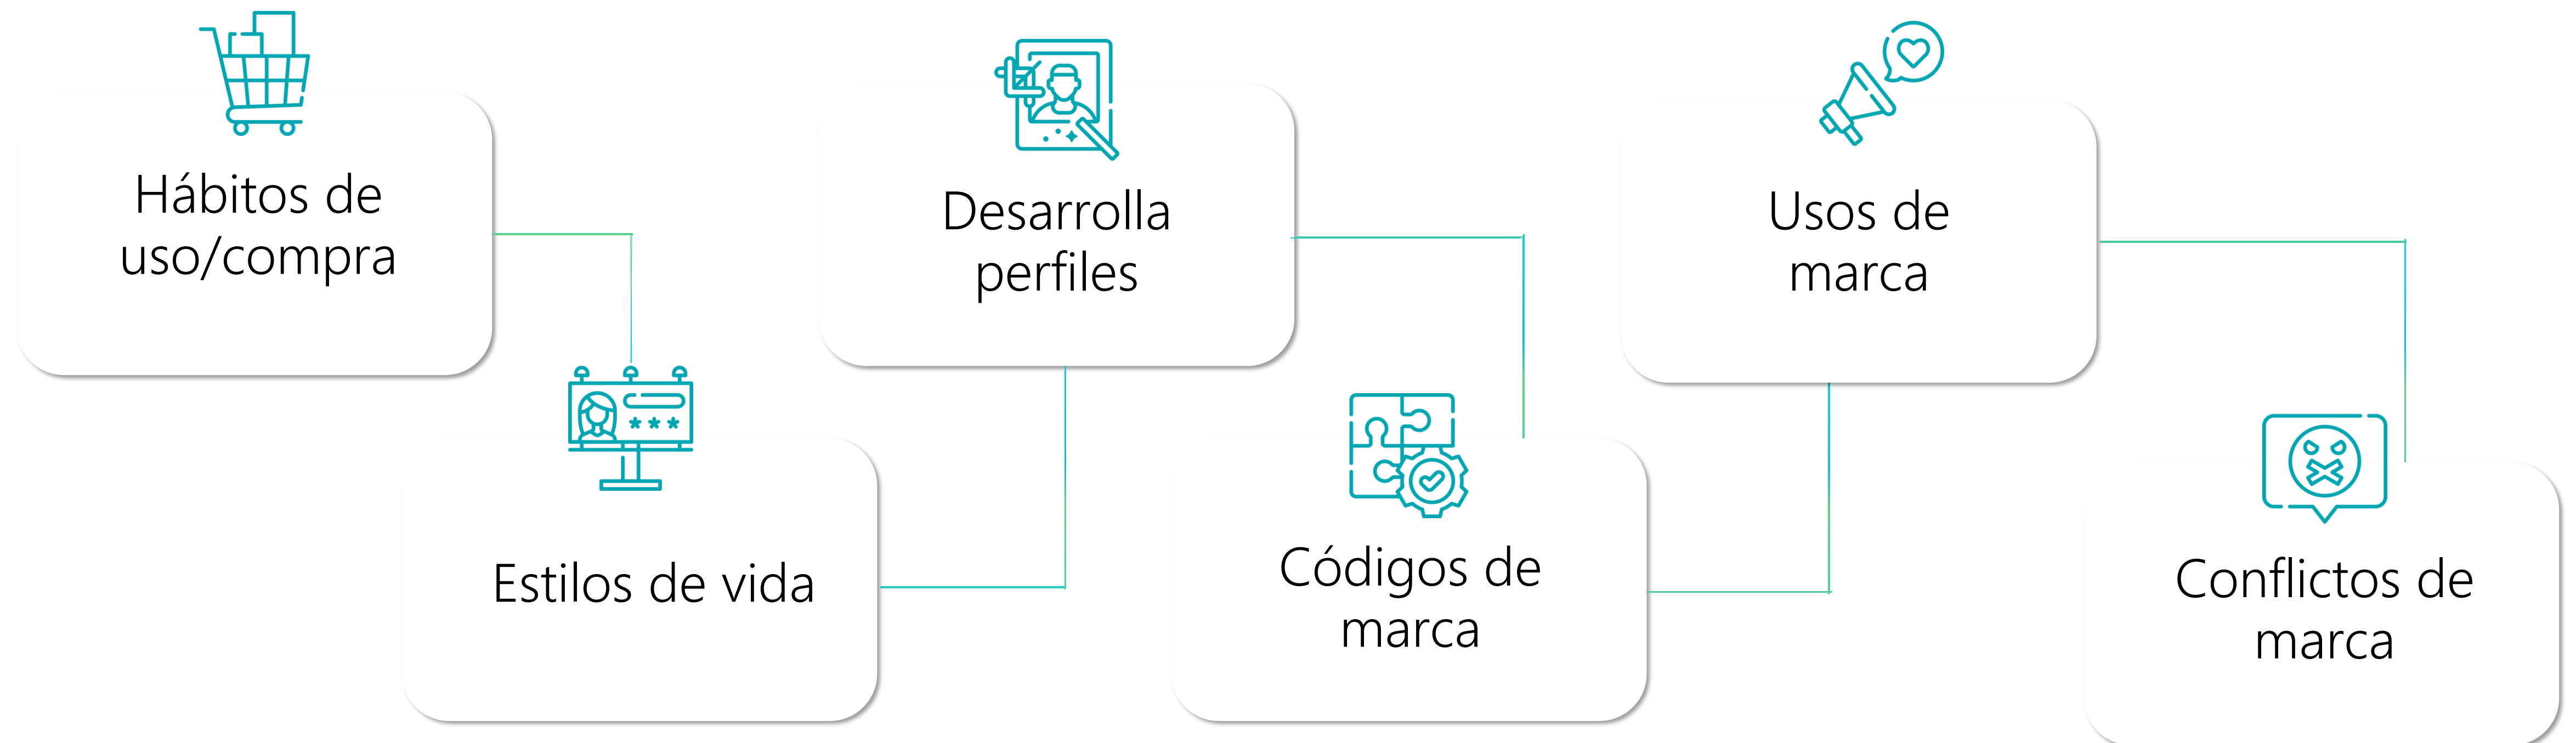 Hábitos de
uso/compra
Estilos de vida
Desarrolla
perfiles
Códigos de
marca
Usos de
marca
Conflictos de
marca